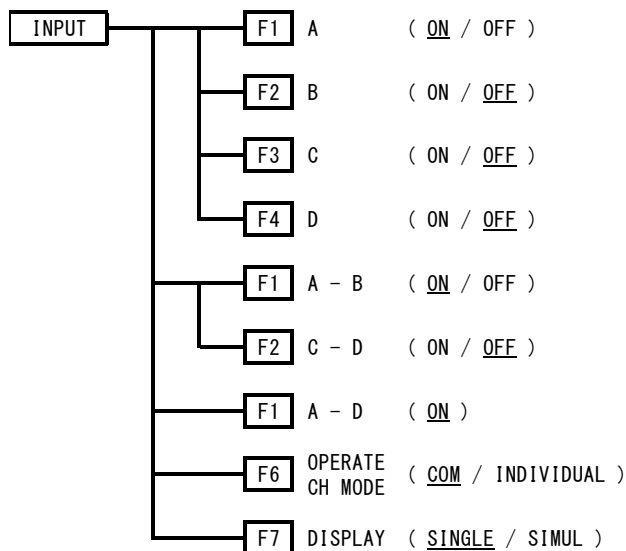 INPUT
F1 A ( ON / OFF )
F2 B ( ON / OFF )
F3 C ( ON / OFF )
F4 D ( ON / OFF )
F1 A - B ( ON / OFF )
F2 C - D ( ON / OFF )
F1 A - D ( ON )
F6 OPERATE CH MODE ( COM / INDIVIDUAL )
F7 DISPLAY ( SINGLE / SIMUL )